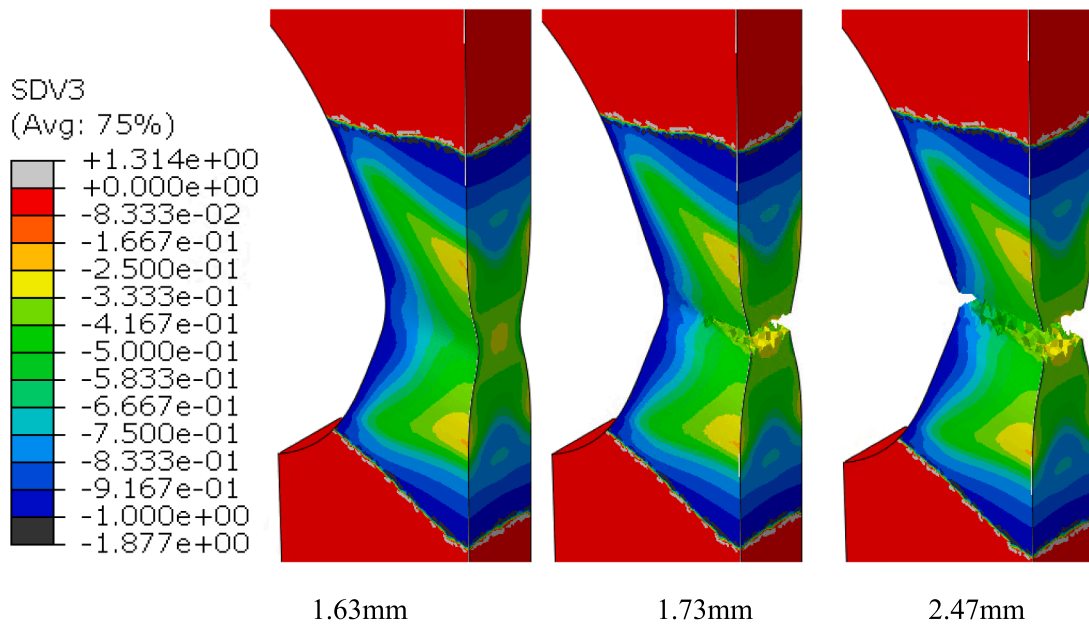 SDV3
(Avg: 75%)
+1.314e+00
+0.000e+00
-8.333e-02
-1.667e-01
-2.500e-01
-3.333e-01
-4.167e-01
-5.000e-01
-5.833e-01
-6.667e-01
-7.500e-01
-8.333e-01
-9.167e-01
-1.000e+00
-1.877e+00
1.63mm 1.73mm 2.47mm